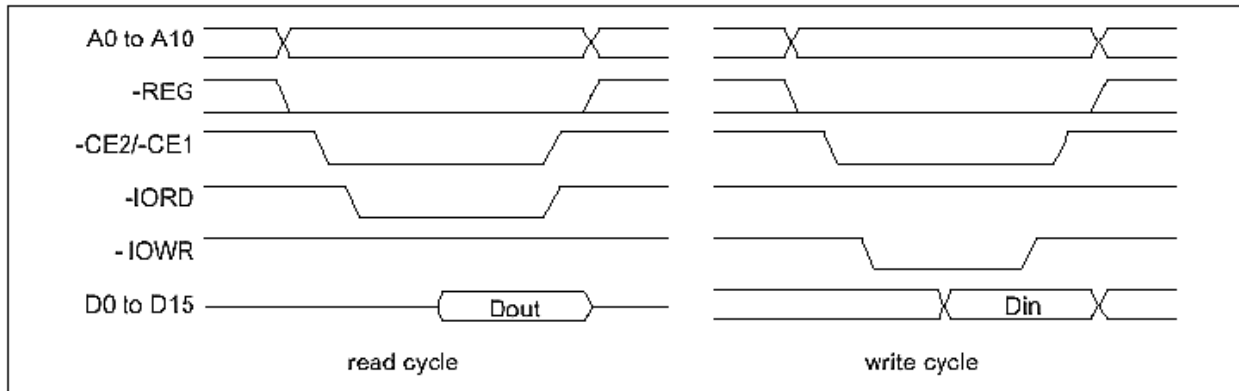 A0 to A10
-REG
-CE2/-CE1
-IORD
-IOWR
D0 to D15
Dout
Din
read cycle
write cycle